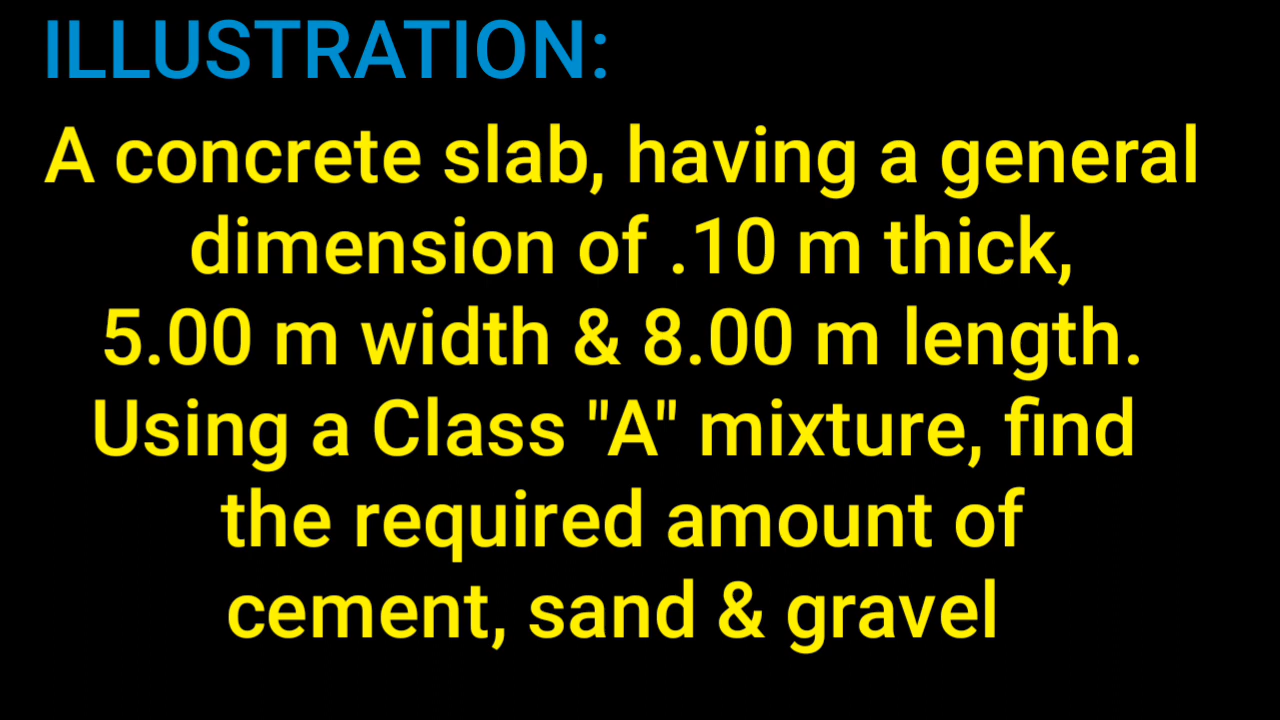 ILLUSTRATION:
A concrete slab, having a general
dimension of .10 m thick,
5.00 m width & 8.00 m length.
Using a Class "A" mixture, find
the required amount of
cement, sand & gravel